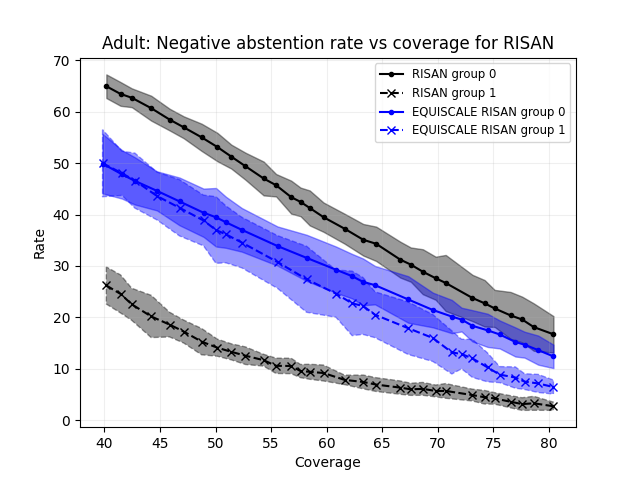 Adult: Negative abstention rate vs coverage for RISAN
RISAN group 0
RISAN group 1
EQUISCALE RISAN group 0
EQUISCALE RISAN group 1
70
60
50
40
30
20
10
0
Rate
40 45 50 55 60 65 70 75 80
Coverage